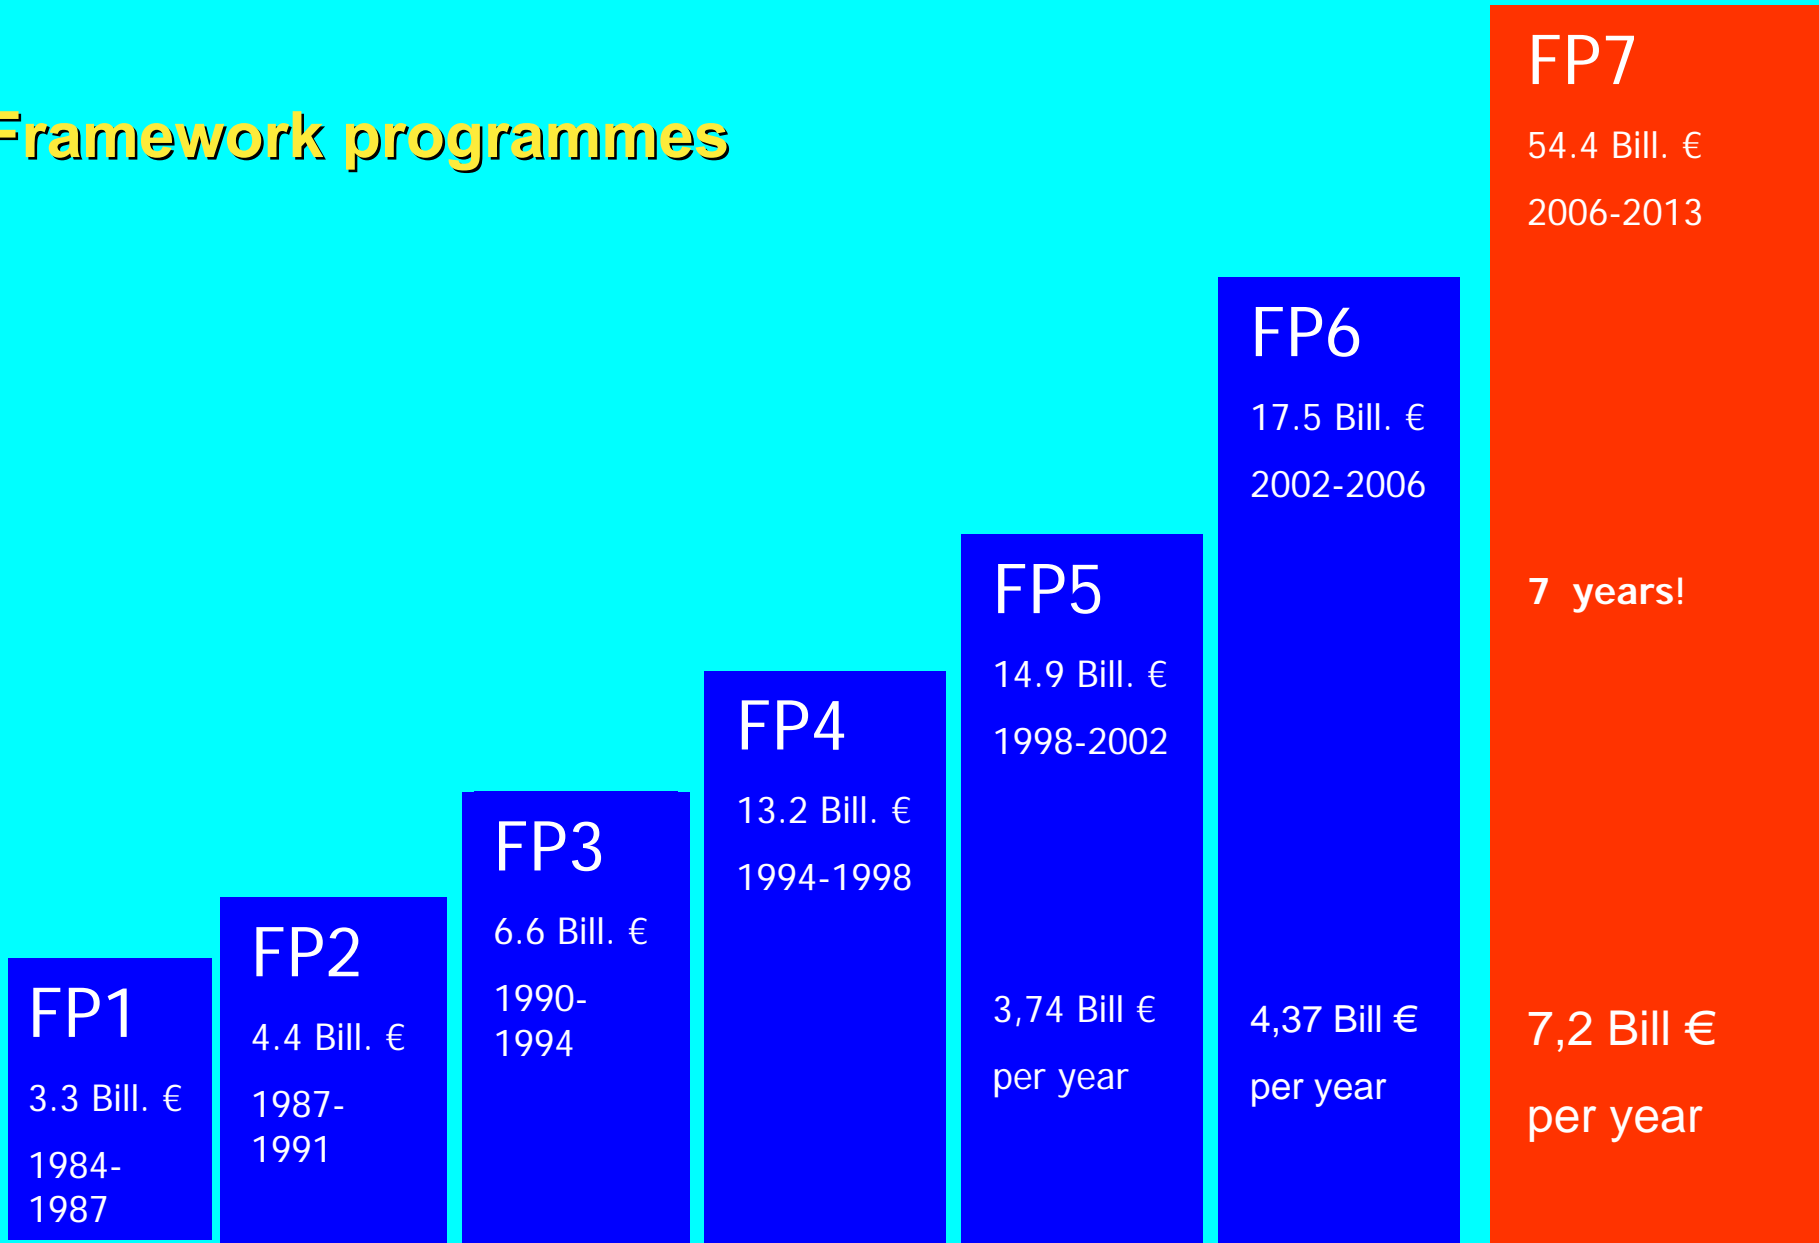 Framework programmes
FP1
3.3 Bill. €
1984-
1987
FP2
4.4 Bill. €
1987-
1991
FP3
6.6 Bill. €
1990-
1994
FP4
13.2 Bill. €
1994-1998
FP5
14.9 Bill. €
1998-2002
3,74 Bill €
per year
FP6
17.5 Bill. €
2002-2006
4,37 Bill €
per year
FP7
54.4 Bill. €
2006-2013
7 years!
7,2 Bill €
per year